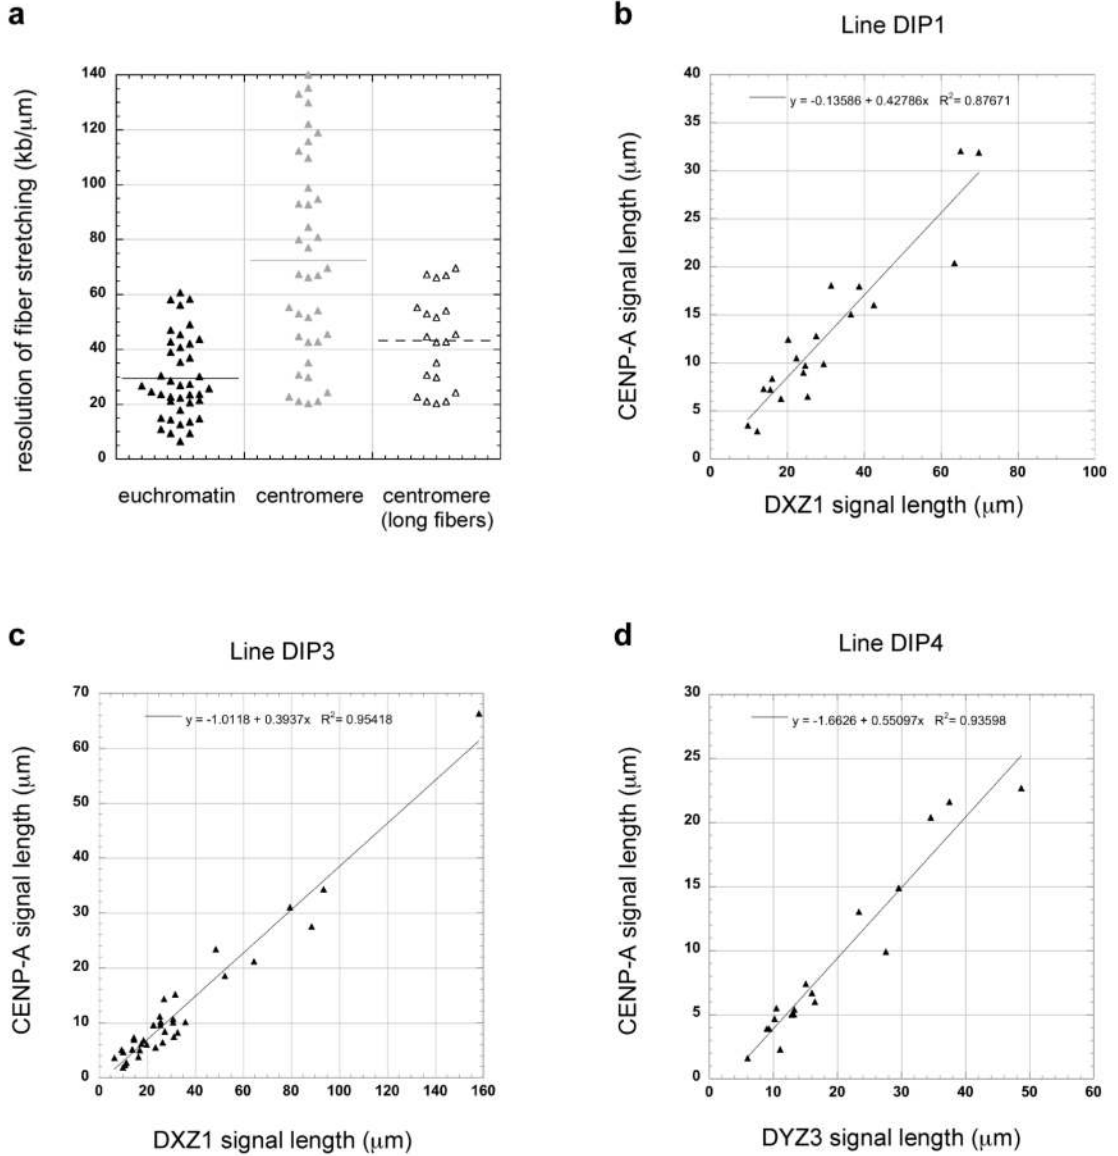 a
resolution of fiber stretching (kb/μm)
140
120
100
80
60
40
20
0
euchromatin
centromere
centromere
(long fibers)
b
Line DIP1
y = -0.13586 + 0.42786x R²= 0.87671
CENP-A signal length (μm)
40
35
30
25
20
15
10
5
0
0 20 40 60 80 100
DXZ1 signal length (μm)
c
Line DIP3
y = -1.0118 + 0.3937x R²= 0.95418
CENP-A signal length (μm)
70
60
50
40
30
20
10
0
0 20 40 60 80 100 120 140 160
DXZ1 signal length (μm)
d
Line DIP4
y = -1.6626 + 0.55097x R²= 0.93598
CENP-A signal length (μm)
30
25
20
15
10
5
0
0 10 20 30 40 50 60
DYZ3 signal length (μm)